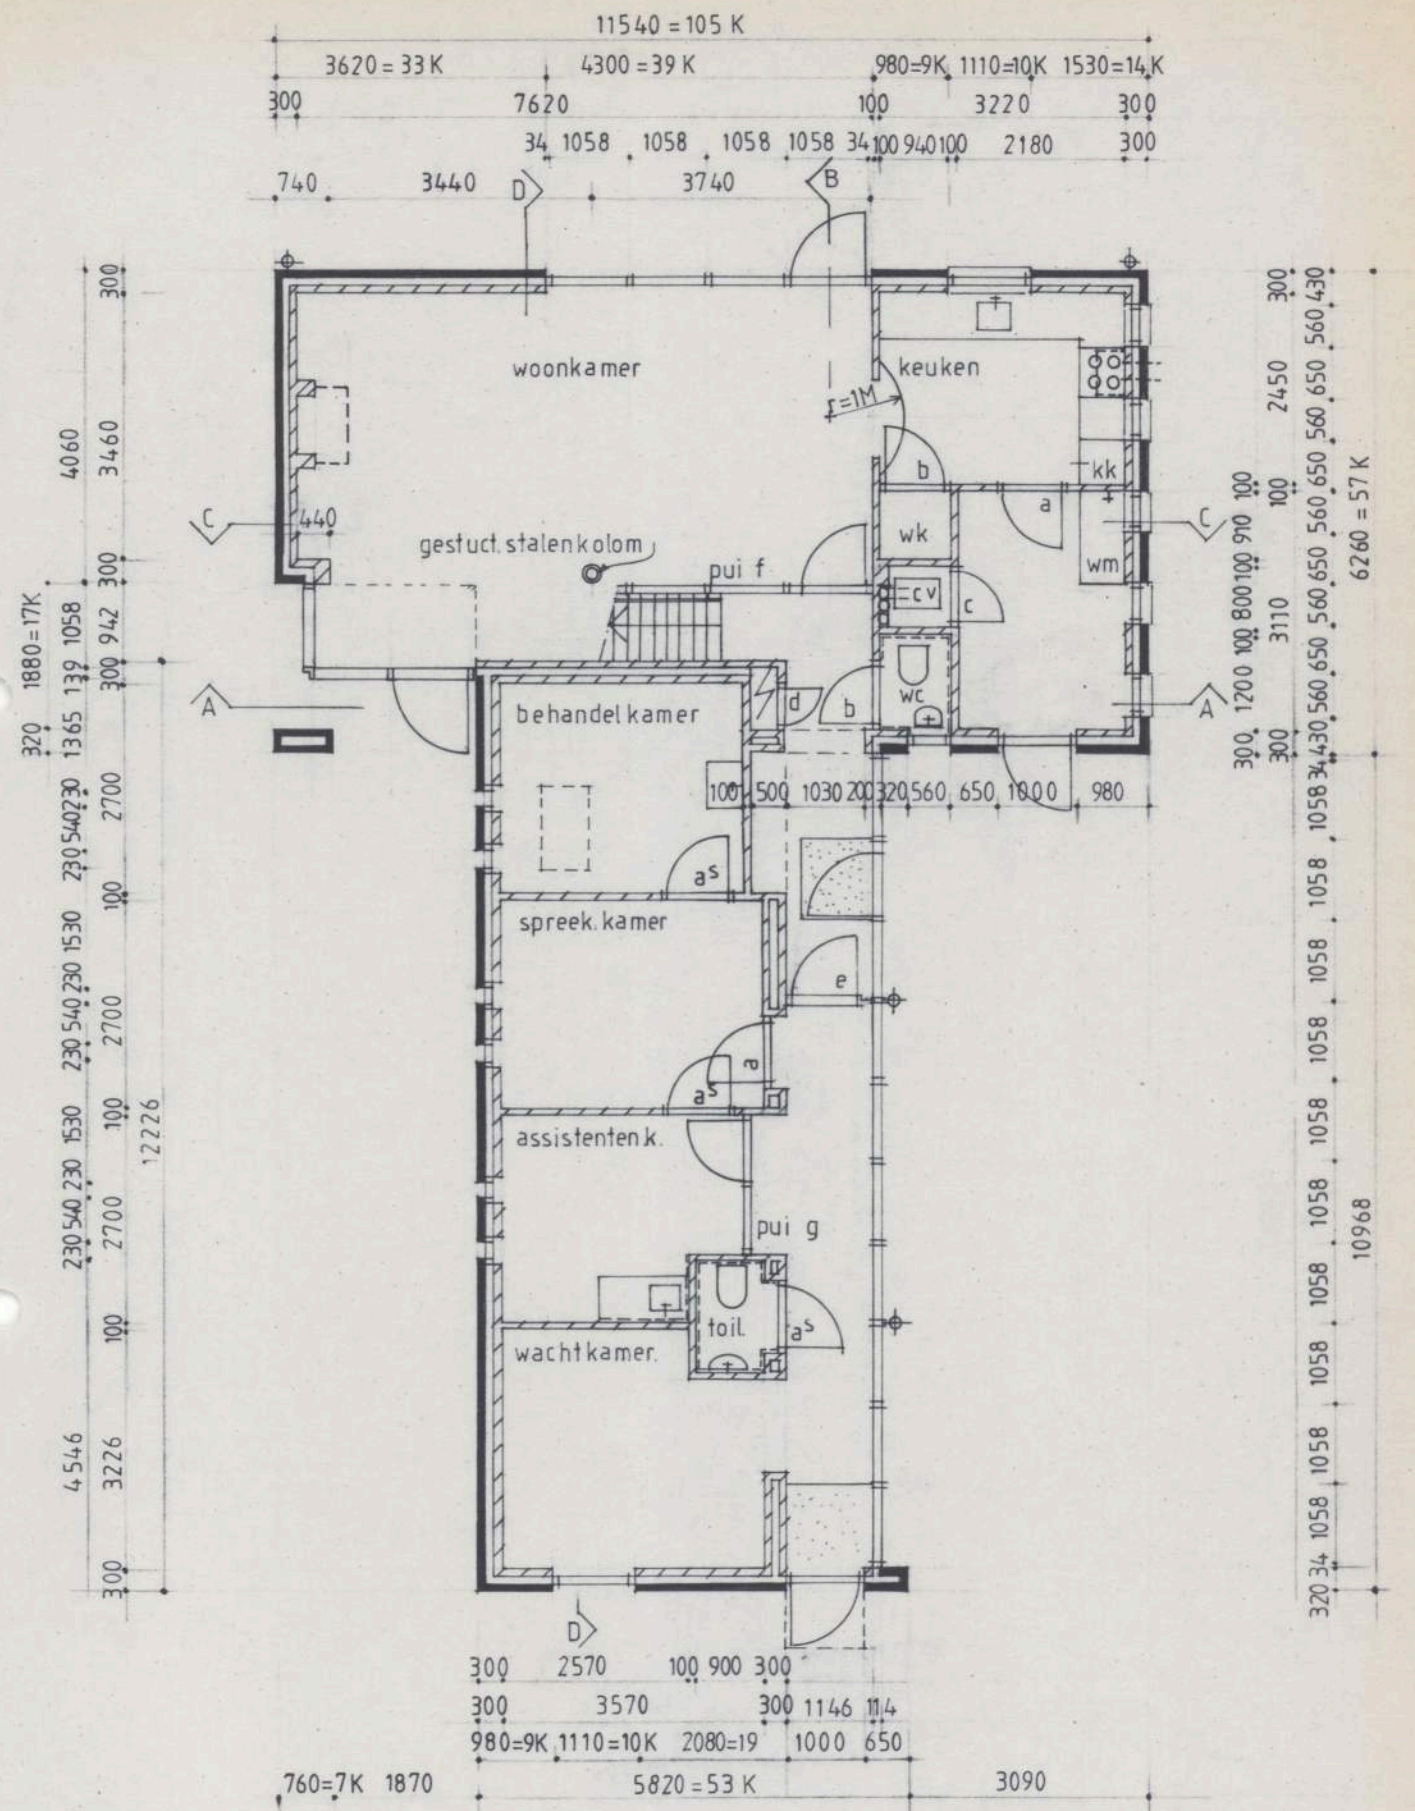 11540 = 105 K
3620 = 33 K 4300 = 39 K 980=9K 1110=10K 1530=14K
300 7620 100 3220 300
34 1058 1058 1058 1058 34 100 940 100 2180 300
740 3440 D 3740 B
woonkamer
keuken
r=1M
b
kk
a
wk
wm
c v
c
wc
440
gestuct. stalen kolom
pui f
C
C
A
A
behandelkamer
d
b
100 500 1030 200 320 560 650 1000 980
as
spreek.kamer
e
a
as
assistenten k.
pui g
toil.
as
wachtkamer.
D
300 2570 100 900 300
300 3570 300 1146 114
980=9K 1110=10K 2080=19 1000 650
760=7K 1870 5820 = 53 K 3090
320 1880=17K
4546 230 540 230 1530 230 540 230 1530 230 540 230 1365 139 1058 4060
300 3226 100 2700 100 2700 100 2700 300 942 300 3460 300
12226
300 1200 100 800 100 910 100
300 3110 100 2450 300
320 34 1058 1058 1058 1058 1058 1058 1058 1058 1058 1058 34 430 560 650 560 650 560 650 560 650 560 430
10968 6260 = 57 K